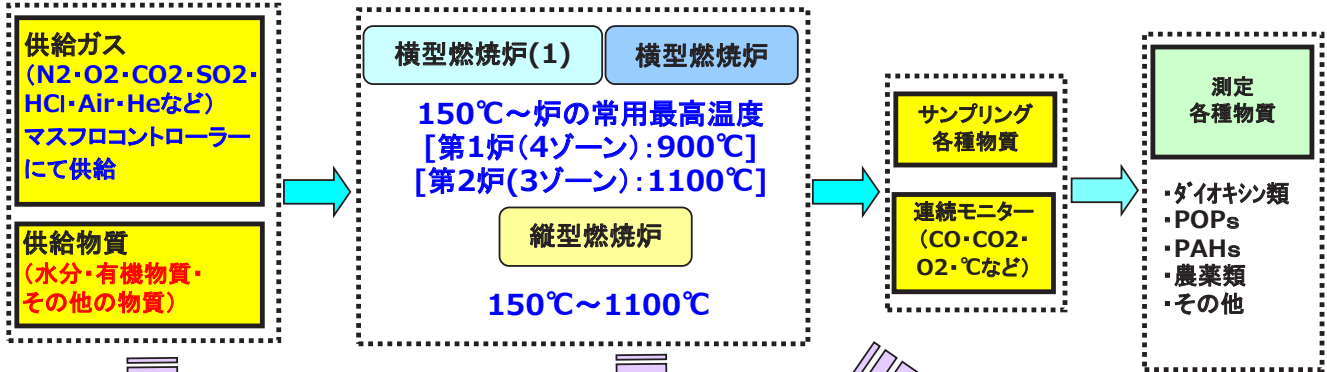 供給ガス
（N2・O2・CO2・SO2・
HCl・Air・Heなど）
マスフロコントローラー
にて供給
供給物質
（水分・有機物質・
その他の物質）
横型燃焼炉(1)
横型燃焼炉
150℃～炉の常用最高温度
[第1炉（4ゾーン）：900℃]
[第2炉(3ゾーン）：1100℃]
縦型燃焼炉
150℃～1100℃
サンプリング
各種物質
連続モニター
（CO・CO2・
O2・℃など）
測定
各種物質
・ﾀﾞｲｵｷｼﾝ類
・POPs
・PAHs
・農薬類
・その他